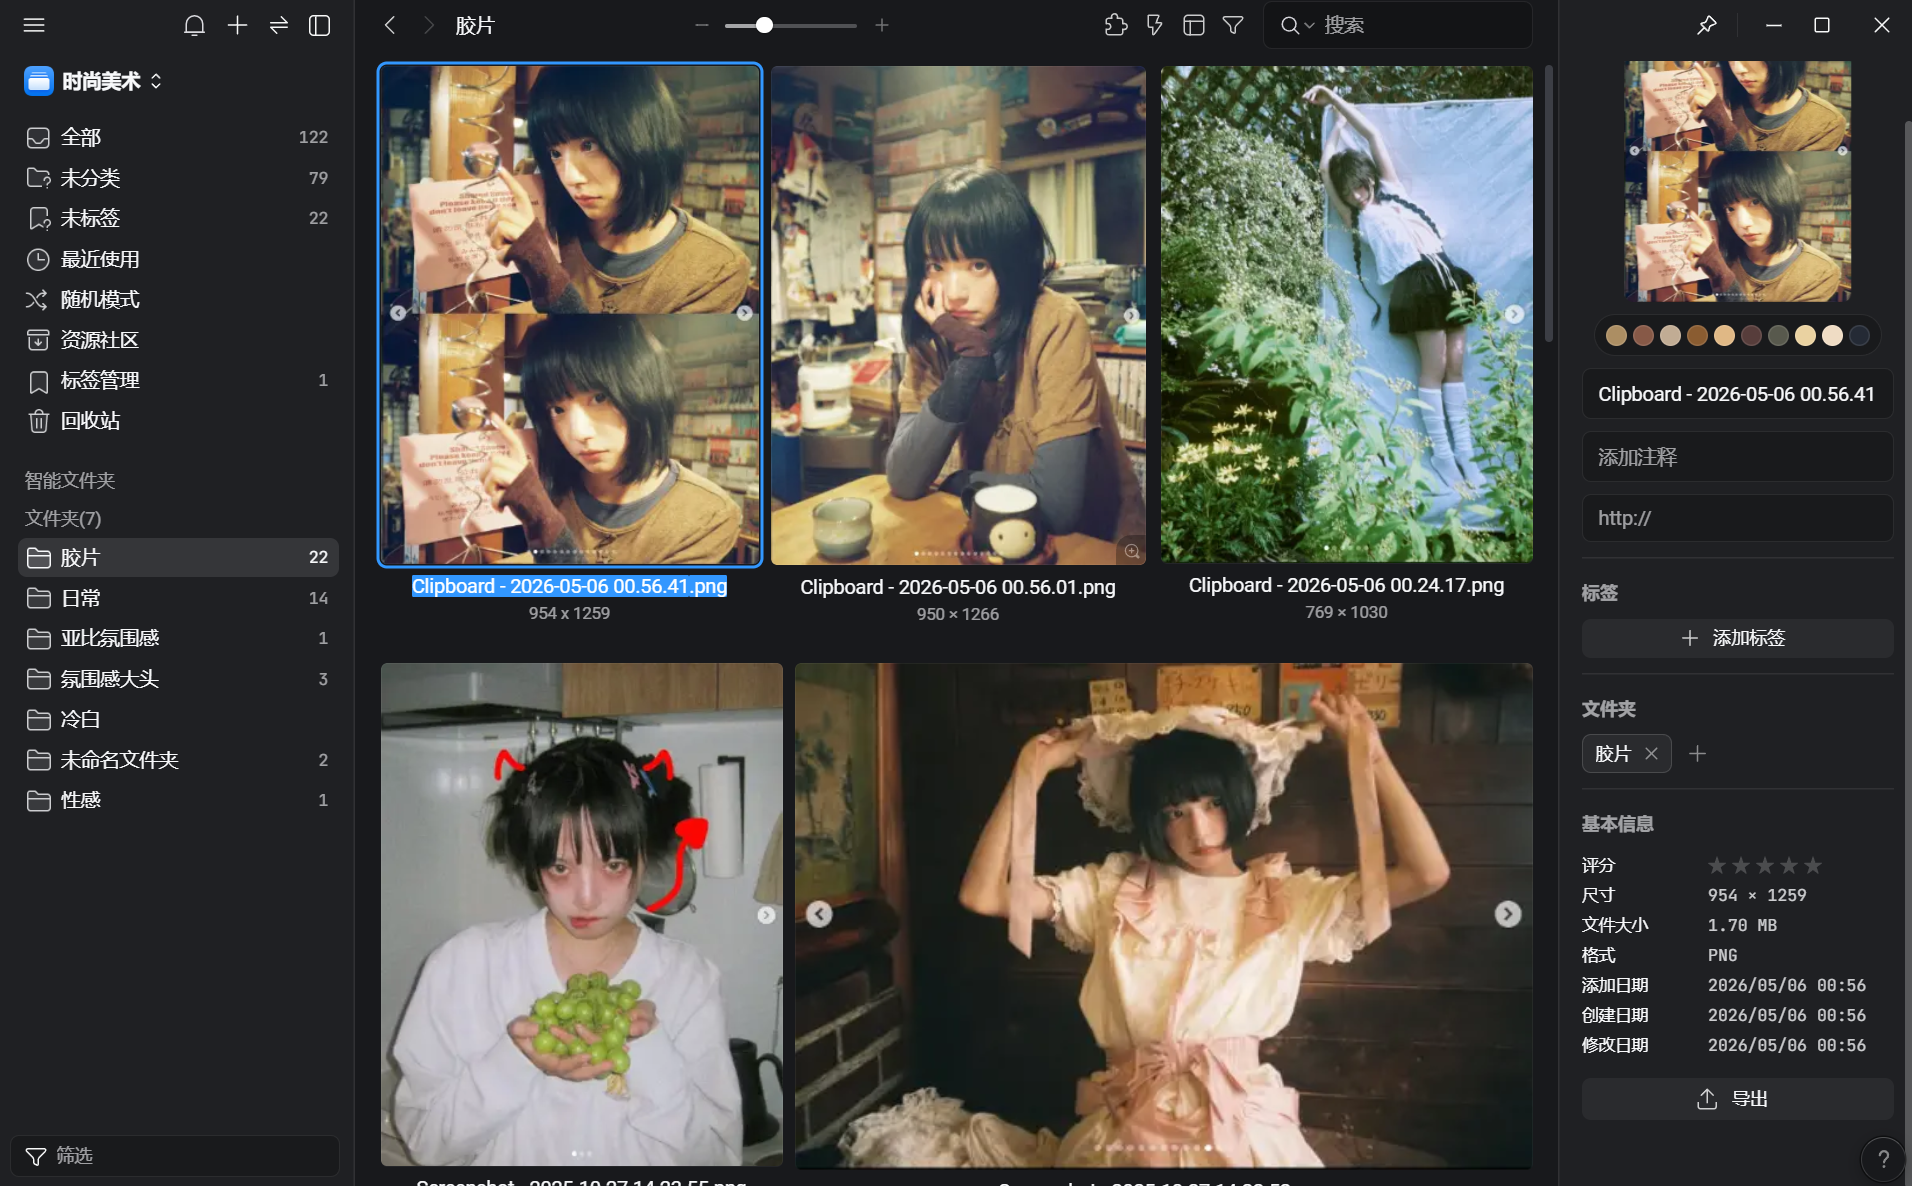 胶片
搜索
时尚美术
全部 122
未分类 79
未标签 22
最近使用
随机模式
资源社区
标签管理 1
回收站
智能文件夹
文件夹(7)
胶片 22
日常 14
亚比氛围感 1
氛围感大头 3
冷白
未命名文件夹 2
性感 1
筛选
Clipboard - 2026-05-06 00.56.41.png
954 x 1259
Clipboard - 2026-05-06 00.56.01.png
950 × 1266
Clipboard - 2026-05-06 00.24.17.png
769 × 1030
Clipboard - 2026-05-06 00.56.41
添加注释
http://
标签
添加标签
文件夹
胶片
基本信息
评分
尺寸 954 × 1259
文件大小 1.70 MB
格式 PNG
添加日期 2026/05/06 00:56
创建日期 2026/05/06 00:56
修改日期 2026/05/06 00:56
导出
?